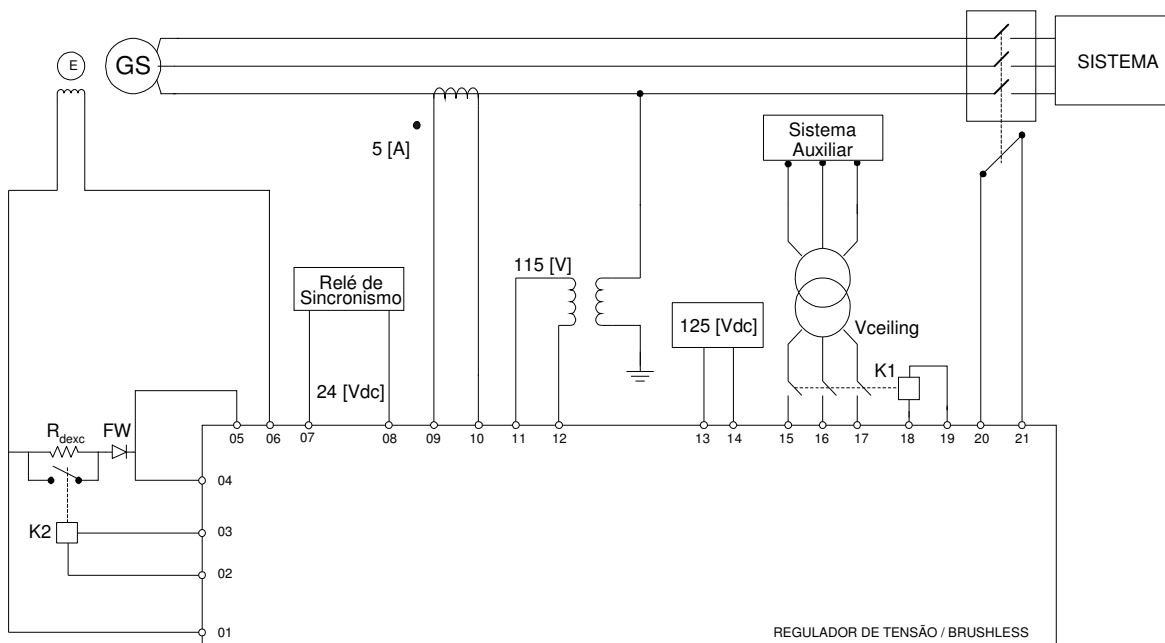 E
GS
SISTEMA
5 [A]
Sistema
Auxiliar
115 [V]
Relé de
Sincronismo
125 [Vdc]
Vceiling
K1
24 [Vdc]
Rdexc
FW
05
06
07
08
09
10
11
12
13
14
15
16
17
18
19
20
21
04
K2
03
02
01
REGULADOR DE TENSÃO / BRUSHLESS